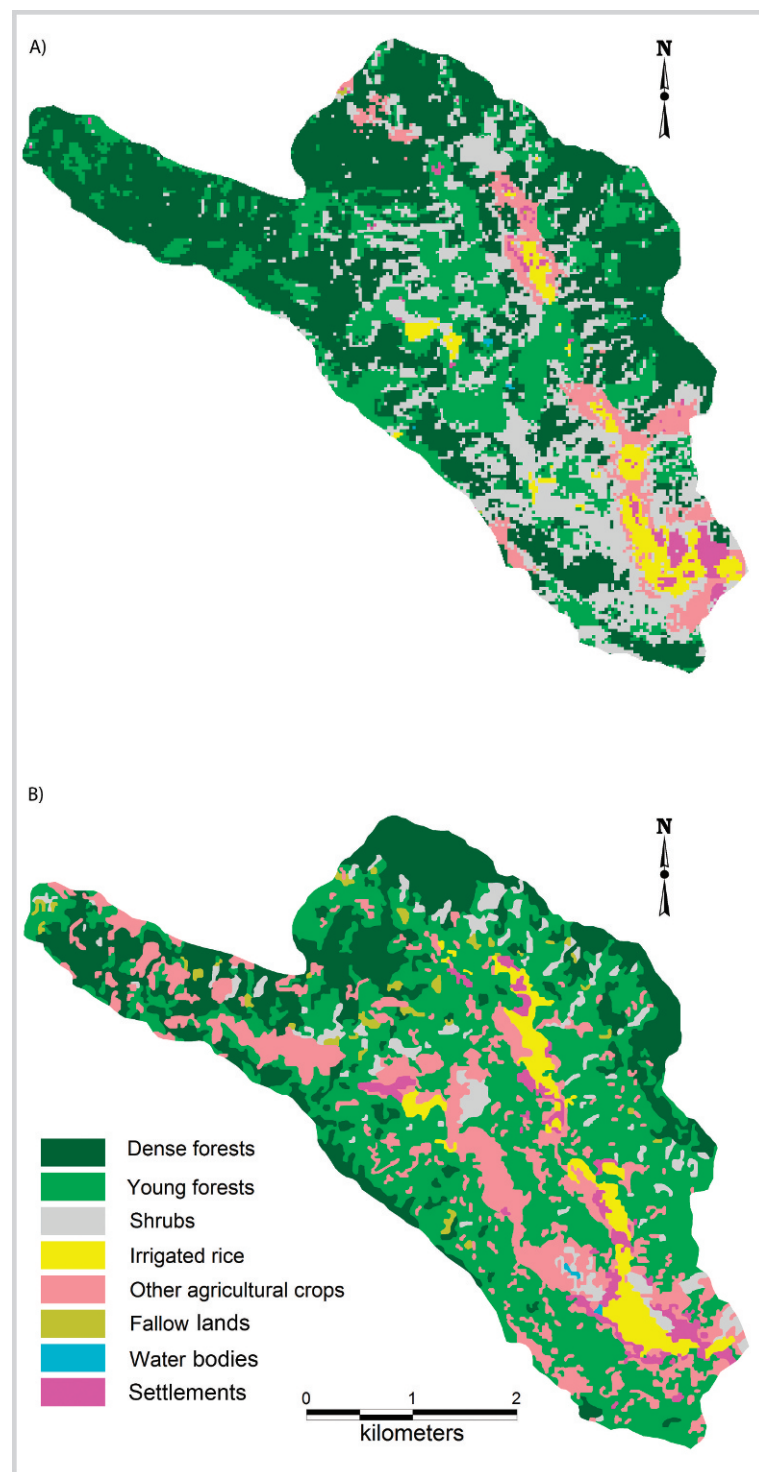 A)
N
B)
N
Dense forests
Young forests
Shrubs
Irrigated rice
Other agricultural crops
Fallow lands
Water bodies
Settlements
0 1 2
kilometers